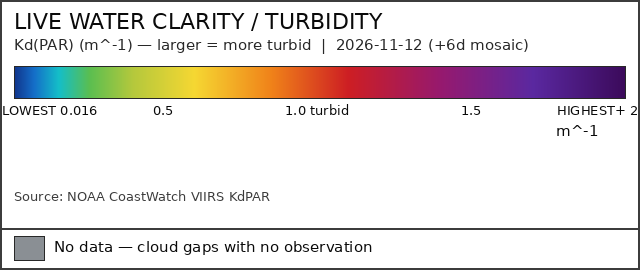 LIVE WATER CLARITY / TURBIDITY
Kd(PAR) (m^-1) — larger = more turbid  |  2026-11-12 (+6d mosaic)
LOWEST 0.016 0.5 1.0 turbid 1.5 HIGHEST+ 2
m^-1
Source: NOAA CoastWatch VIIRS KdPAR
No data — cloud gaps with no observation